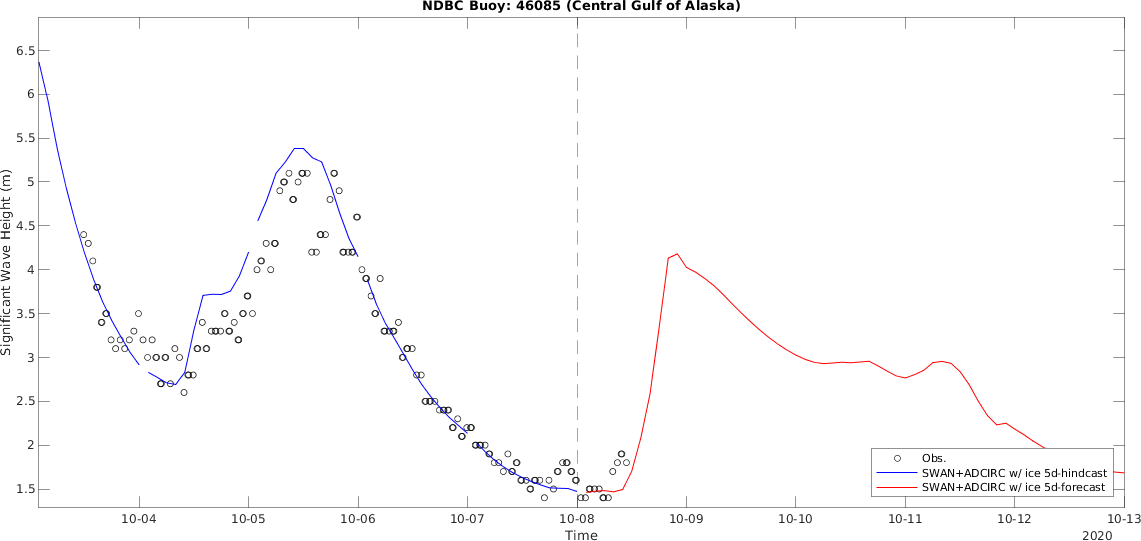 NDBC Buoy: 46085 (Central Gulf of Alaska)
Significant Wave Height (m)
6.5
6
5.5
5
4.5
4
3.5
3
2.5
2
1.5
Obs.
SWAN+ADCIRC w/ ice 5d-hindcast
SWAN+ADCIRC w/ ice 5d-forecast
10-04 10-05 10-06 10-07 10-08 10-09 10-10 10-11 10-12 10-13
Time
2020